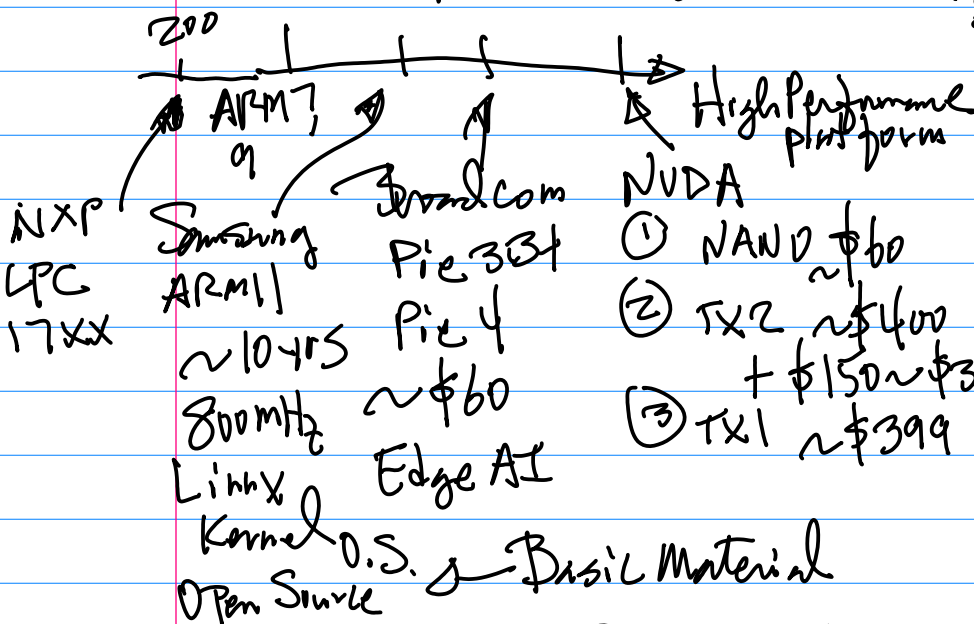 200
ARM7,
9
High Performance
platform
NXP
LPC
17XX
Samsung
ARM11
~10 yrs
800MHz
Linux
Kernel O.S.
Open Source
Broadcom
Pie 3B+
Pie 4
~$60
Edge AI
Basic Material
NVDA
① NANO ~$60
② TX2 ~$400
+ $150~$3
③ TX1 ~$399